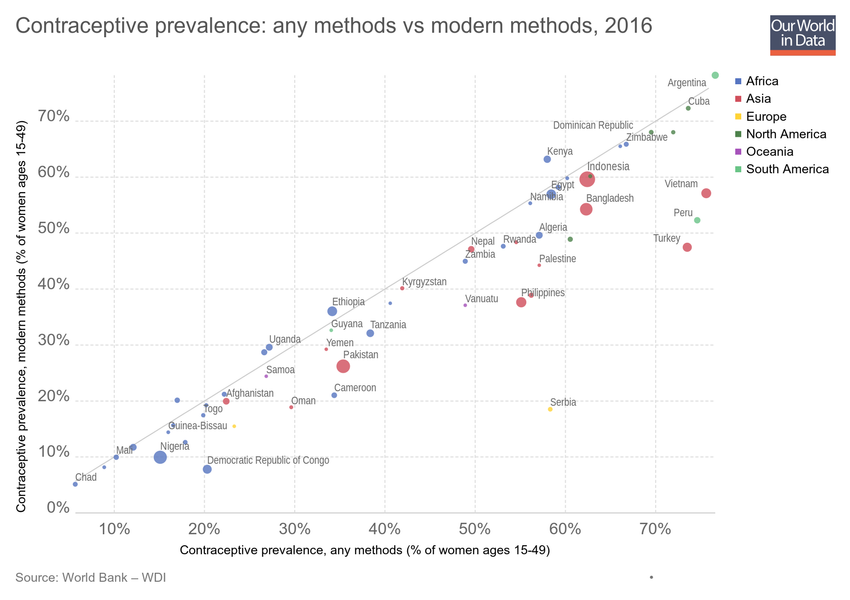 Contraceptive prevalence: any methods vs modern methods, 2016
Our World
in Data
Africa
Asia
Europe
North America
Oceania
South America
Contraceptive prevalence, modern methods (% of women ages 15-49)
70%
60%
50%
40%
30%
20%
10%
0%
Argentina
Cuba
Dominican Republic
Zimbabwe
Kenya
Indonesia
Egypt
Vietnam
Namibia
Bangladesh
Peru
Algeria
Turkey
Nepal
Rwanda
Zambia
Palestine
Kyrgyzstan
Philippines
Vanuatu
Ethiopia
Guyana
Tanzania
Uganda
Yemen
Pakistan
Samoa
Cameroon
Afghanistan
Oman
Serbia
Togo
Guinea-Bissau
Mali
Nigeria
Democratic Republic of Congo
Chad
10%
20%
30%
40%
50%
60%
70%
Contraceptive prevalence, any methods (% of women ages 15-49)
Source: World Bank – WDI